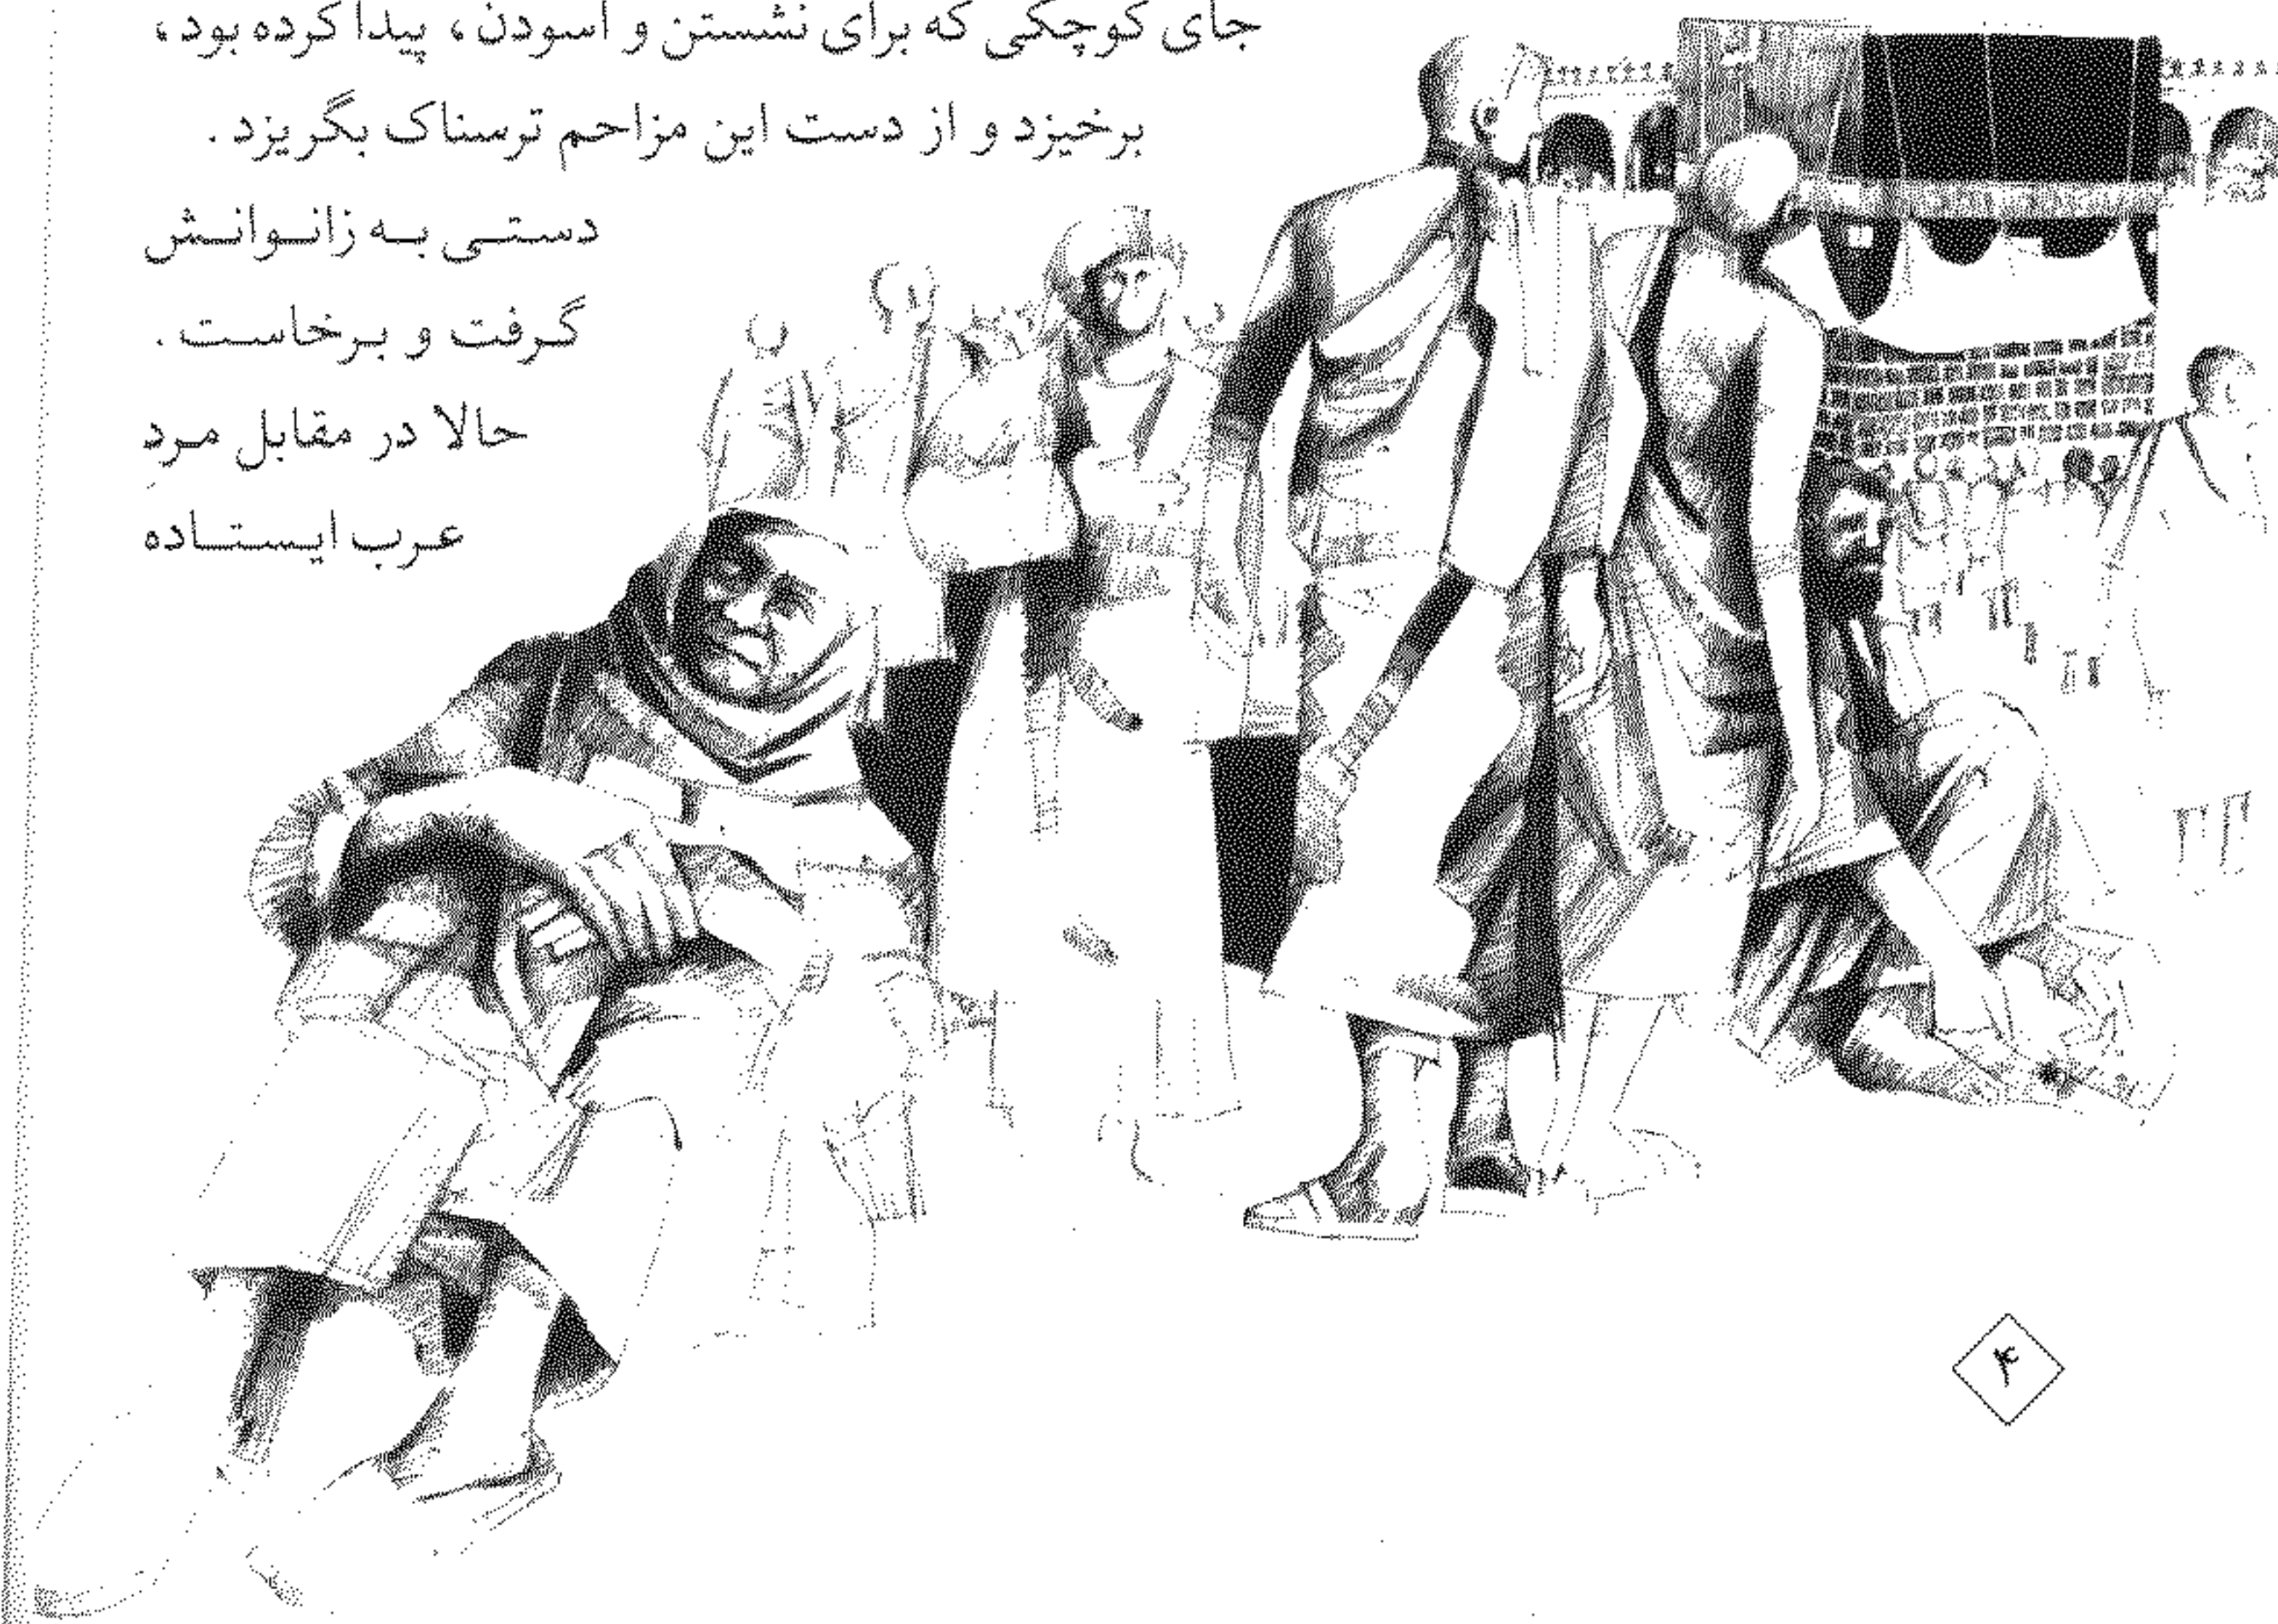 جای کوچکی که برای نشستن و آسودن، پیدا کرده بود،
برخیزد و از دست این مزاحم ترسناک بگریزد.
دستی به زانوانش
گرفت و برخاست.
حالا در مقابل مرد
عرب ایستاده
۴